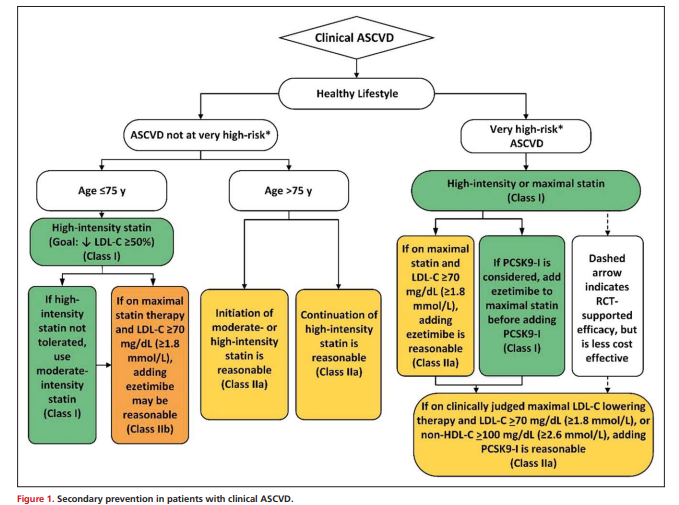 Clinical ASCVD
Healthy Lifestyle
ASCVD not at very high-risk*
Very high-risk*
ASCVD
Age ≤75 y
Age >75 y
High-intensity or maximal statin
(Class I)
High-intensity statin
(Goal: ↓ LDL-C ≥50%)
(Class I)
If high-
intensity
statin not
tolerated,
use
moderate-
intensity
statin
(Class I)
If on maximal
statin therapy
and LDL-C ≥70
mg/dL (≥1.8
mmol/L),
adding
ezetimibe
may be
reasonable
(Class IIb)
Initiation of
moderate- or
high-intensity
statin is
reasonable
(Class IIa)
Continuation of
high-intensity
statin is
reasonable
(Class IIa)
If on maximal
statin and
LDL-C ≥70
mg/dL (≥1.8
mmol/L),
adding
ezetimibe is
reasonable
(Class IIa)
If PCSK9-I is
considered, add
ezetimibe to
maximal statin
before adding
PCSK9-I
(Class I)
Dashed
arrow
indicates
RCT-
supported
efficacy, but
is less cost
effective
If on clinically judged maximal LDL-C lowering
therapy and LDL-C ≥70 mg/dL (≥1.8 mmol/L), or
non-HDL-C ≥100 mg/dL (≥2.6 mmol/L), adding
PCSK9-I is reasonable
(Class IIa)
Figure 1. Secondary prevention in patients with clinical ASCVD.